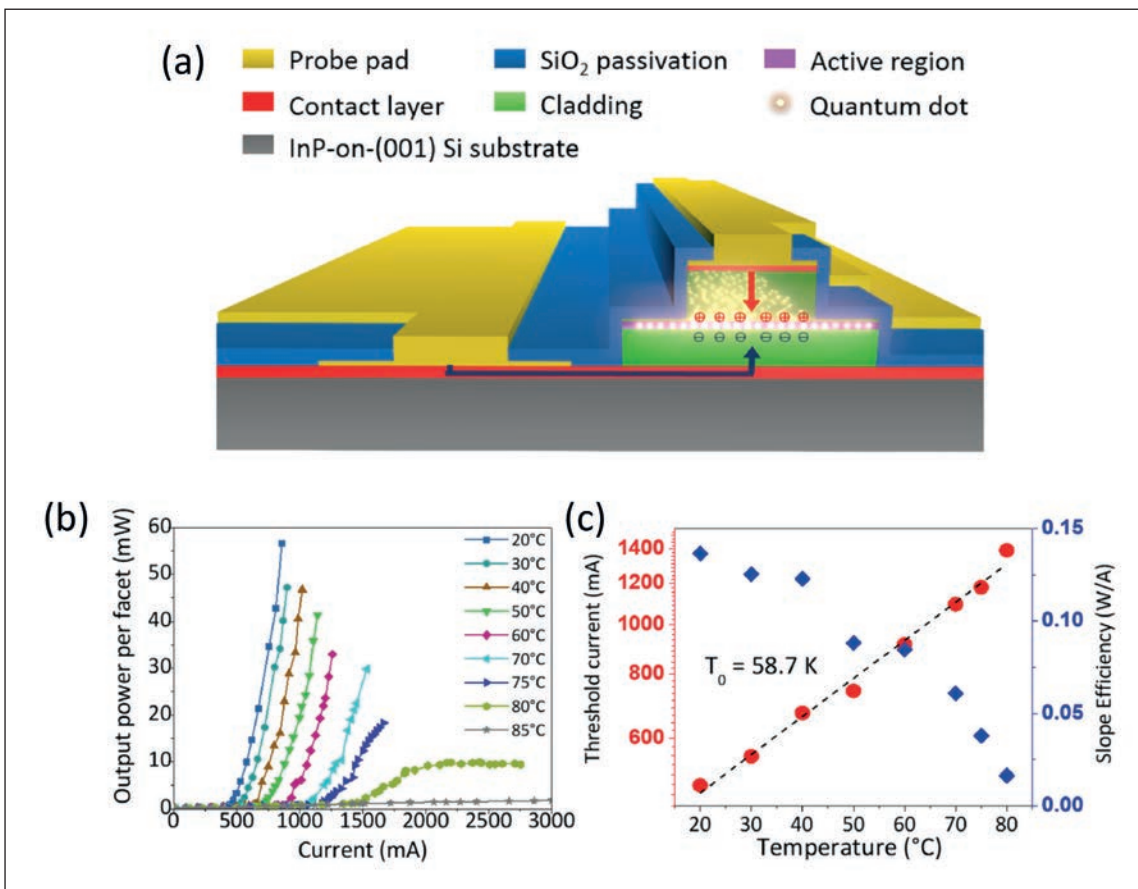 (a)
Probe pad
SiO₂ passivation
Active region
Contact layer
Cladding
Quantum dot
InP-on-(001) Si substrate
(b)
Output power per facet (mW)
60
50
40
30
20
10
0
0 500 1000 1500 2000 2500 3000
Current (mA)
20°C
30°C
40°C
50°C
60°C
70°C
75°C
80°C
85°C
(c)
Threshold current (mA)
1400
1200
1000
800
600
T₀ = 58.7 K
20 30 40 50 60 70 80
Temperature (°C)
0.15
0.10
0.05
0.00
Slope Efficiency (W/A)